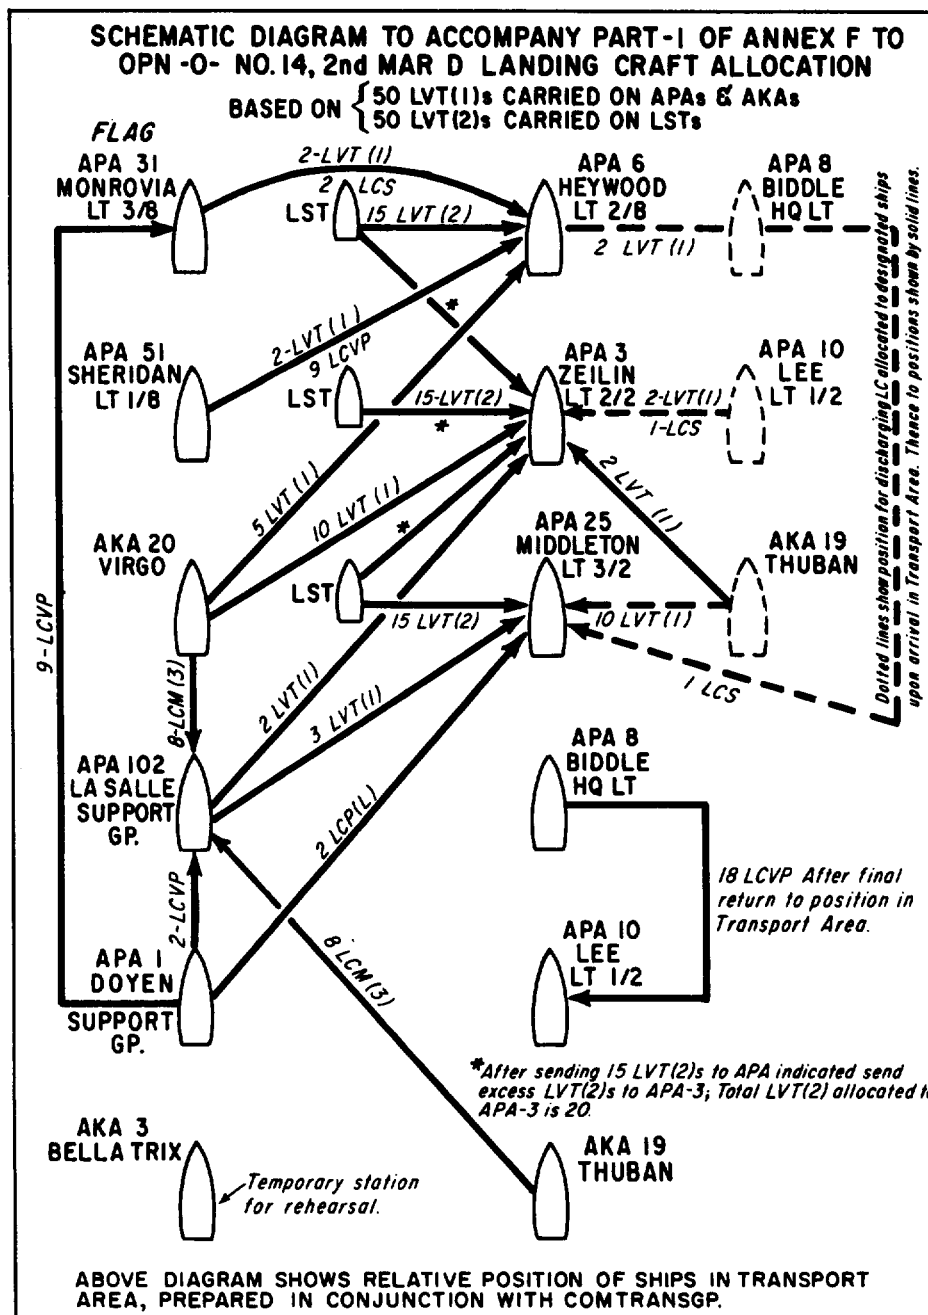 SCHEMATIC DIAGRAM TO ACCOMPANY PART-I OF ANNEX F TO
OPN -O- NO. 14, 2nd MAR D LANDING CRAFT ALLOCATION
BASED ON { 50 LVT(1)s CARRIED ON APAs & AKAs
50 LVT(2)s CARRIED ON LSTs
FLAG
APA 31
MONROVIA
LT 3/8
2-LVT (1)
2 LCS
LST
15 LVT (2)
APA 6
HEYWOOD
LT 2/8
2 LVT (1)
APA 8
BIDDLE
HQ LT
Dotted lines show position for discharging LC allocated to designated ships
upon arrival in Transport Area. Thence to positions shown by solid lines.
*
APA 51
SHERIDAN
LT 1/8
2-LVT (1)
9 LCVP
LST
15-LVT(2)
*
APA 3
ZEILIN
LT 2/2
2-LVT(1)
1-LCS
APA 10
LEE
LT 1/2
9-LCVP
AKA 20
VIRGO
5 LVT (1)
10 LVT (1)
*
LST
15 LVT(2)
APA 25
MIDDLETON
LT 3/2
2 LVT (1)
10 LVT(1)
AKA 19
THUBAN
1 LCS
8-LCM (3)
APA 102
LA SALLE
SUPPORT
GP.
2 LVT(1)
3 LVT(1)
2 LCP(L)
APA 8
BIDDLE
HQ LT
18 LCVP After final
return to position in
Transport Area.
2-LCVP
APA 1
DOYEN
SUPPORT
GP.
8 LCM(3)
APA 10
LEE
LT 1/2
*After sending 15 LVT(2)s to APA indicated send
excess LVT(2)s to APA-3; Total LVT(2) allocated to
APA-3 is 20.
AKA 3
BELLA TRIX
Temporary station
for rehearsal.
AKA 19
THUBAN
ABOVE DIAGRAM SHOWS RELATIVE POSITION OF SHIPS IN TRANSPORT
AREA, PREPARED IN CONJUNCTION WITH COMTRANSGP.